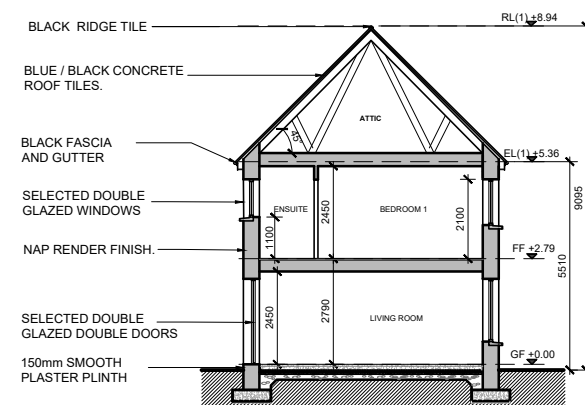 BLACK RIDGE TILE
RL(1) +8.94
BLUE / BLACK CONCRETE
ROOF TILES.
ATTIC
45°
BLACK FASCIA
AND GUTTER
EL(1) +5.36
SELECTED DOUBLE
GLAZED WINDOWS
ENSUITE
2450
BEDROOM 1
2100
9095
1100
NAP RENDER FINISH.
FF +2.79
5510
SELECTED DOUBLE
GLAZED DOUBLE DOORS
2450
2790
LIVING ROOM
150mm SMOOTH
PLASTER PLINTH
GF +0.00